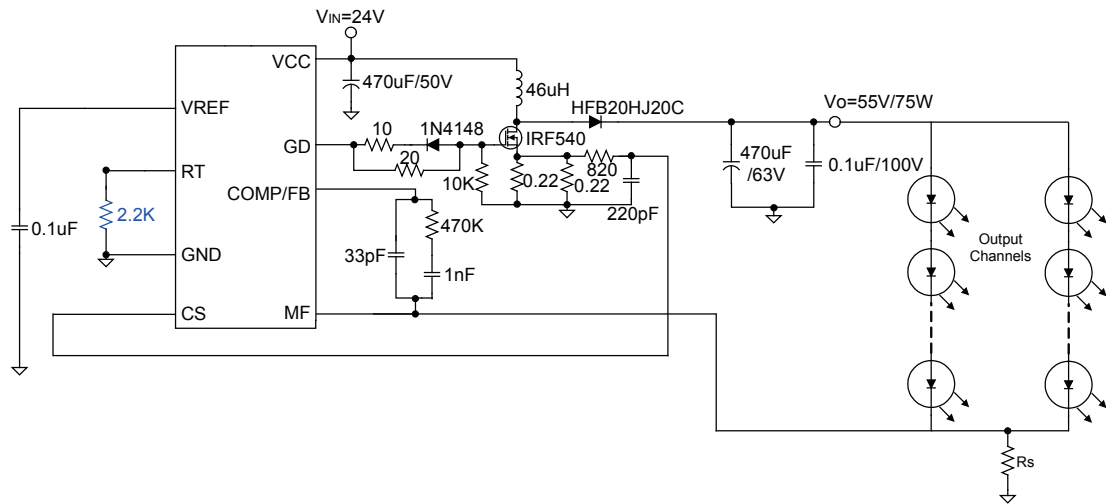 VIN=24V
VCC
470uF/50V
46uH
VREF
HFB20HJ20C
Vo=55V/75W
10
1N4148
IRF540
GD
20
820
470uF
/63V
0.1uF/100V
RT
10K
0.22
0.22
COMP/FB
220pF
2.2K
470K
0.1uF
33pF
1nF
GND
Output
Channels
CS
MF
Rs